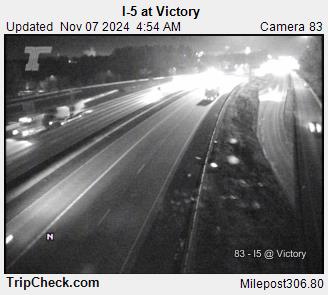 I-5 at Victory
Updated Nov 07 2024 4:54 AM Camera 83
T
N
83 - I5 @ Victory
TripCheck.com Milepost306.80